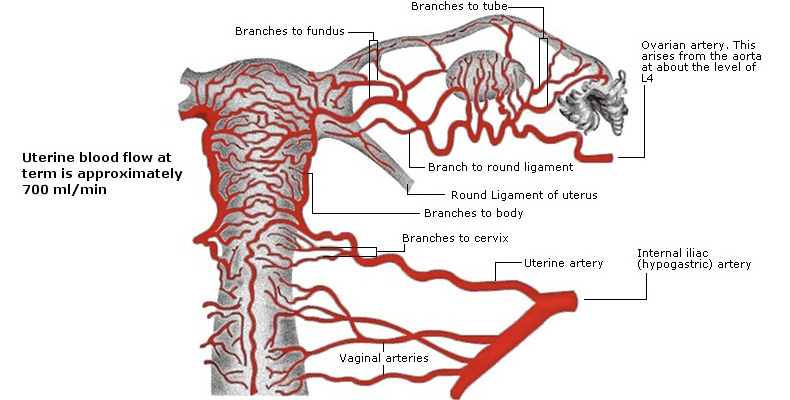 Branches to tube
Branches to fundus
Ovarian artery. This
arises from the aorta
at about the level of
L4
Uterine blood flow at
term is approximately
700 ml/min
Branch to round ligament
Round Ligament of uterus
Branches to body
Branches to cervix
Uterine artery
Internal iliac
(hypogastric) artery
Vaginal arteries